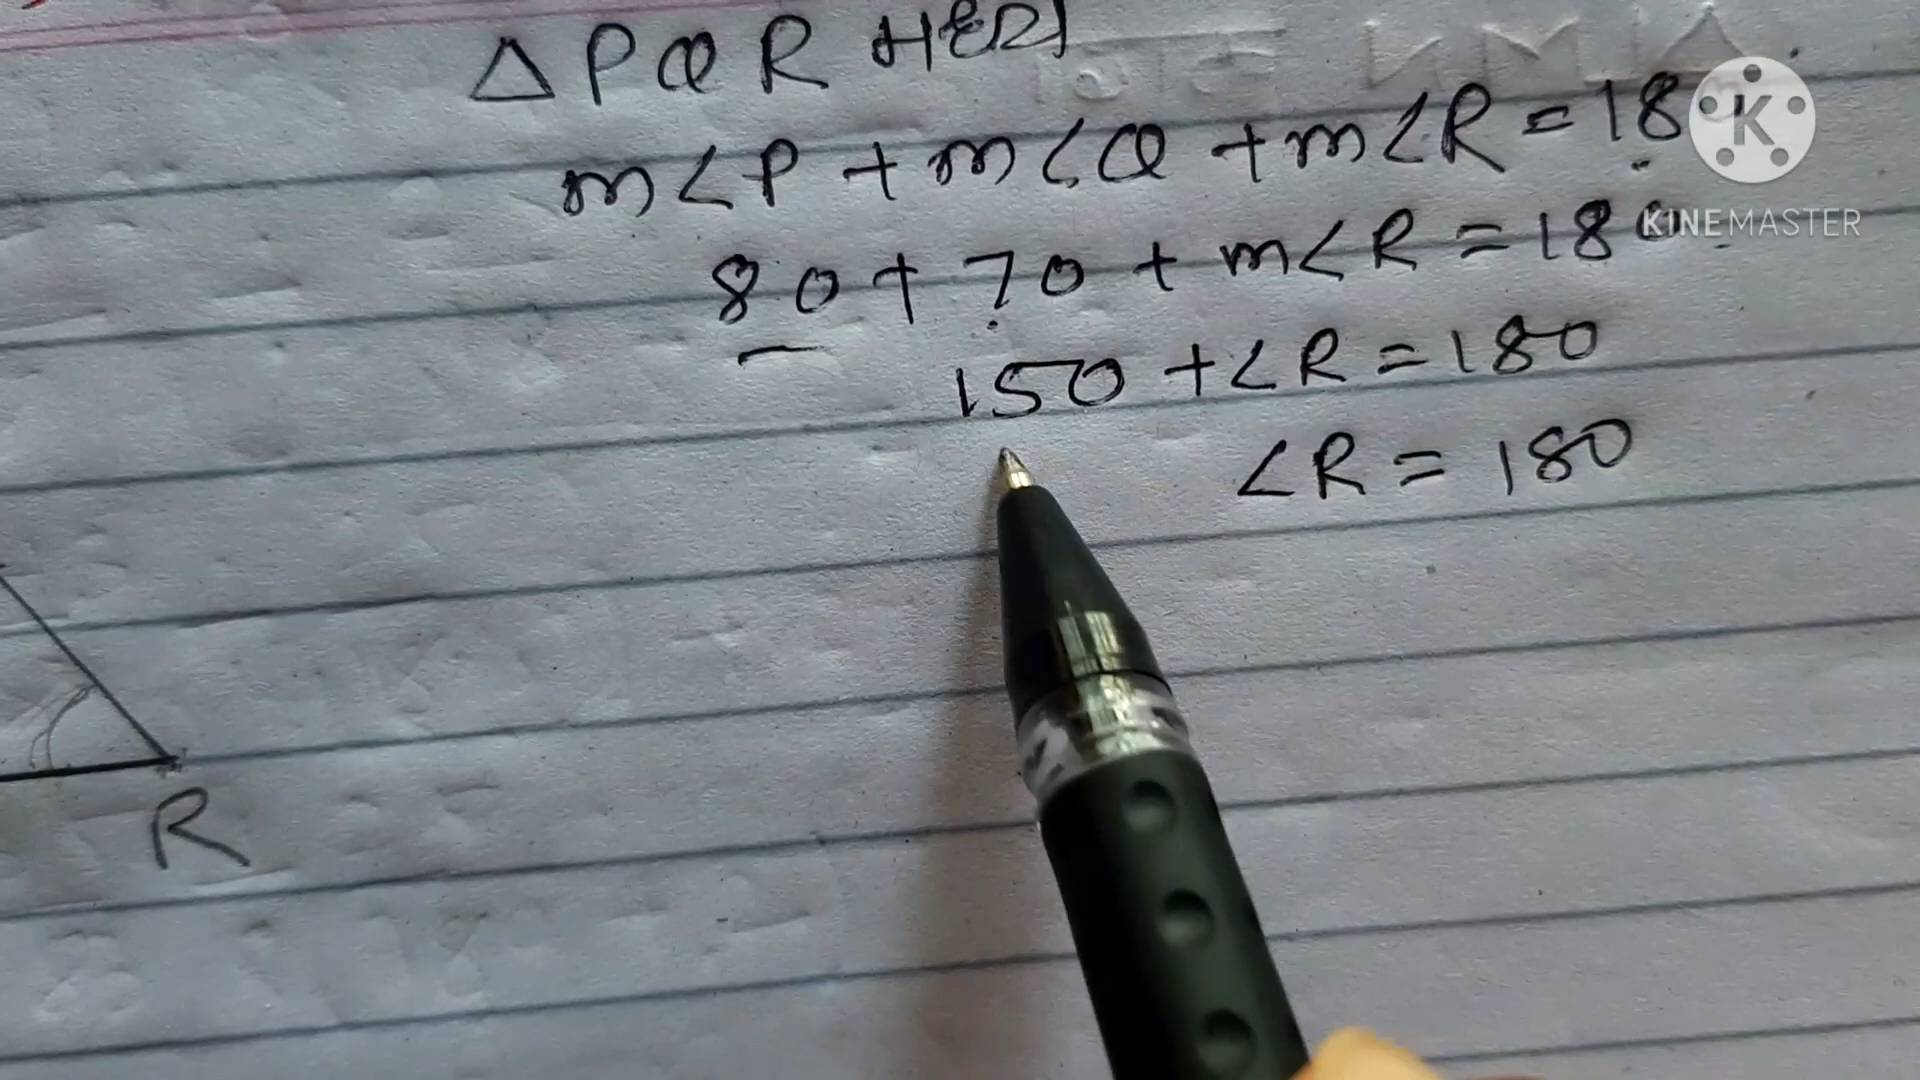 △ PQR मध्ये
m∠P + m∠Q + m∠R = 180
80 + 70 + m∠R = 180
150 + ∠R = 180
∠R = 180
R
K
KINEMASTER